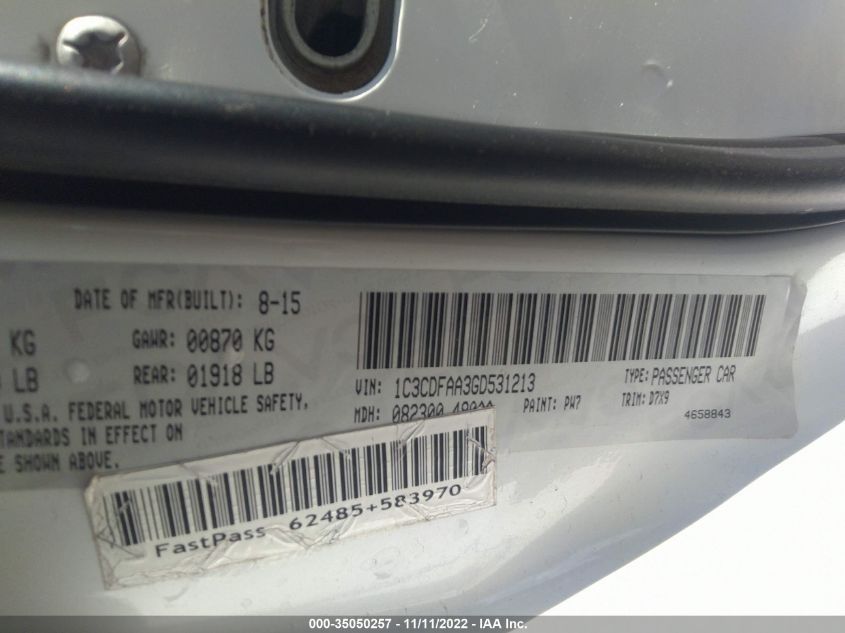 DATE OF MFR(BUILT): 8-15
KG GAWR: 00870 KG
LB REAR: 01918 LB
U.S.A. FEDERAL MOTOR VEHICLE SAFETY,
STANDARDS IN EFFECT ON
SHOWN ABOVE.
VIN: 1C3CDFAA3GD531213 TYPE: PASSENGER CAR
MDH: 082300 PAINT: PW7 TRIM: D7X9
4658843
FastPass 62485+583970
000-35050257 - 11/11/2022 - IAA Inc.